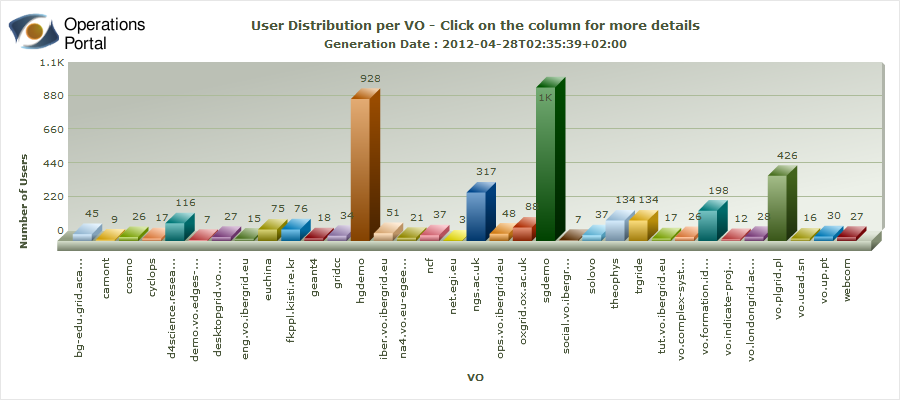 Operations
Portal
User Distribution per VO - Click on the column for more details
Generation Date : 2012-04-28T02:35:39+02:00
Number of Users
1.1K
880
660
440
220
0
45
9
26
17
116
7
27
15
75
76
18
34
928
51
21
37
3
317
48
88
1K
7
37
134
134
17
26
198
12
28
426
16
30
27
bg-edu.grid.aca...
camont
cosmo
cyclops
d4science.resea...
demo.vo.edges-...
desktopgrid.vo....
eng.vo.ibergrid.eu
euchina
fkppl.kisti.re.kr
geant4
gridcc
hgdemo
iber.vo.ibergrid.eu
na4.vo.eu-egee....
ncf
net.egi.eu
ngs.ac.uk
ops.vo.ibergrid.eu
oxgrid.ox.ac.uk
sgdemo
social.vo.ibergr...
solovo
theophys
trgride
tut.vo.ibergrid.eu
vo.complex-syst...
vo.formation.id...
vo.indicate-proj...
vo.londongrid.ac...
vo.plgrid.pl
vo.ucad.sn
vo.up.pt
webcom
VO